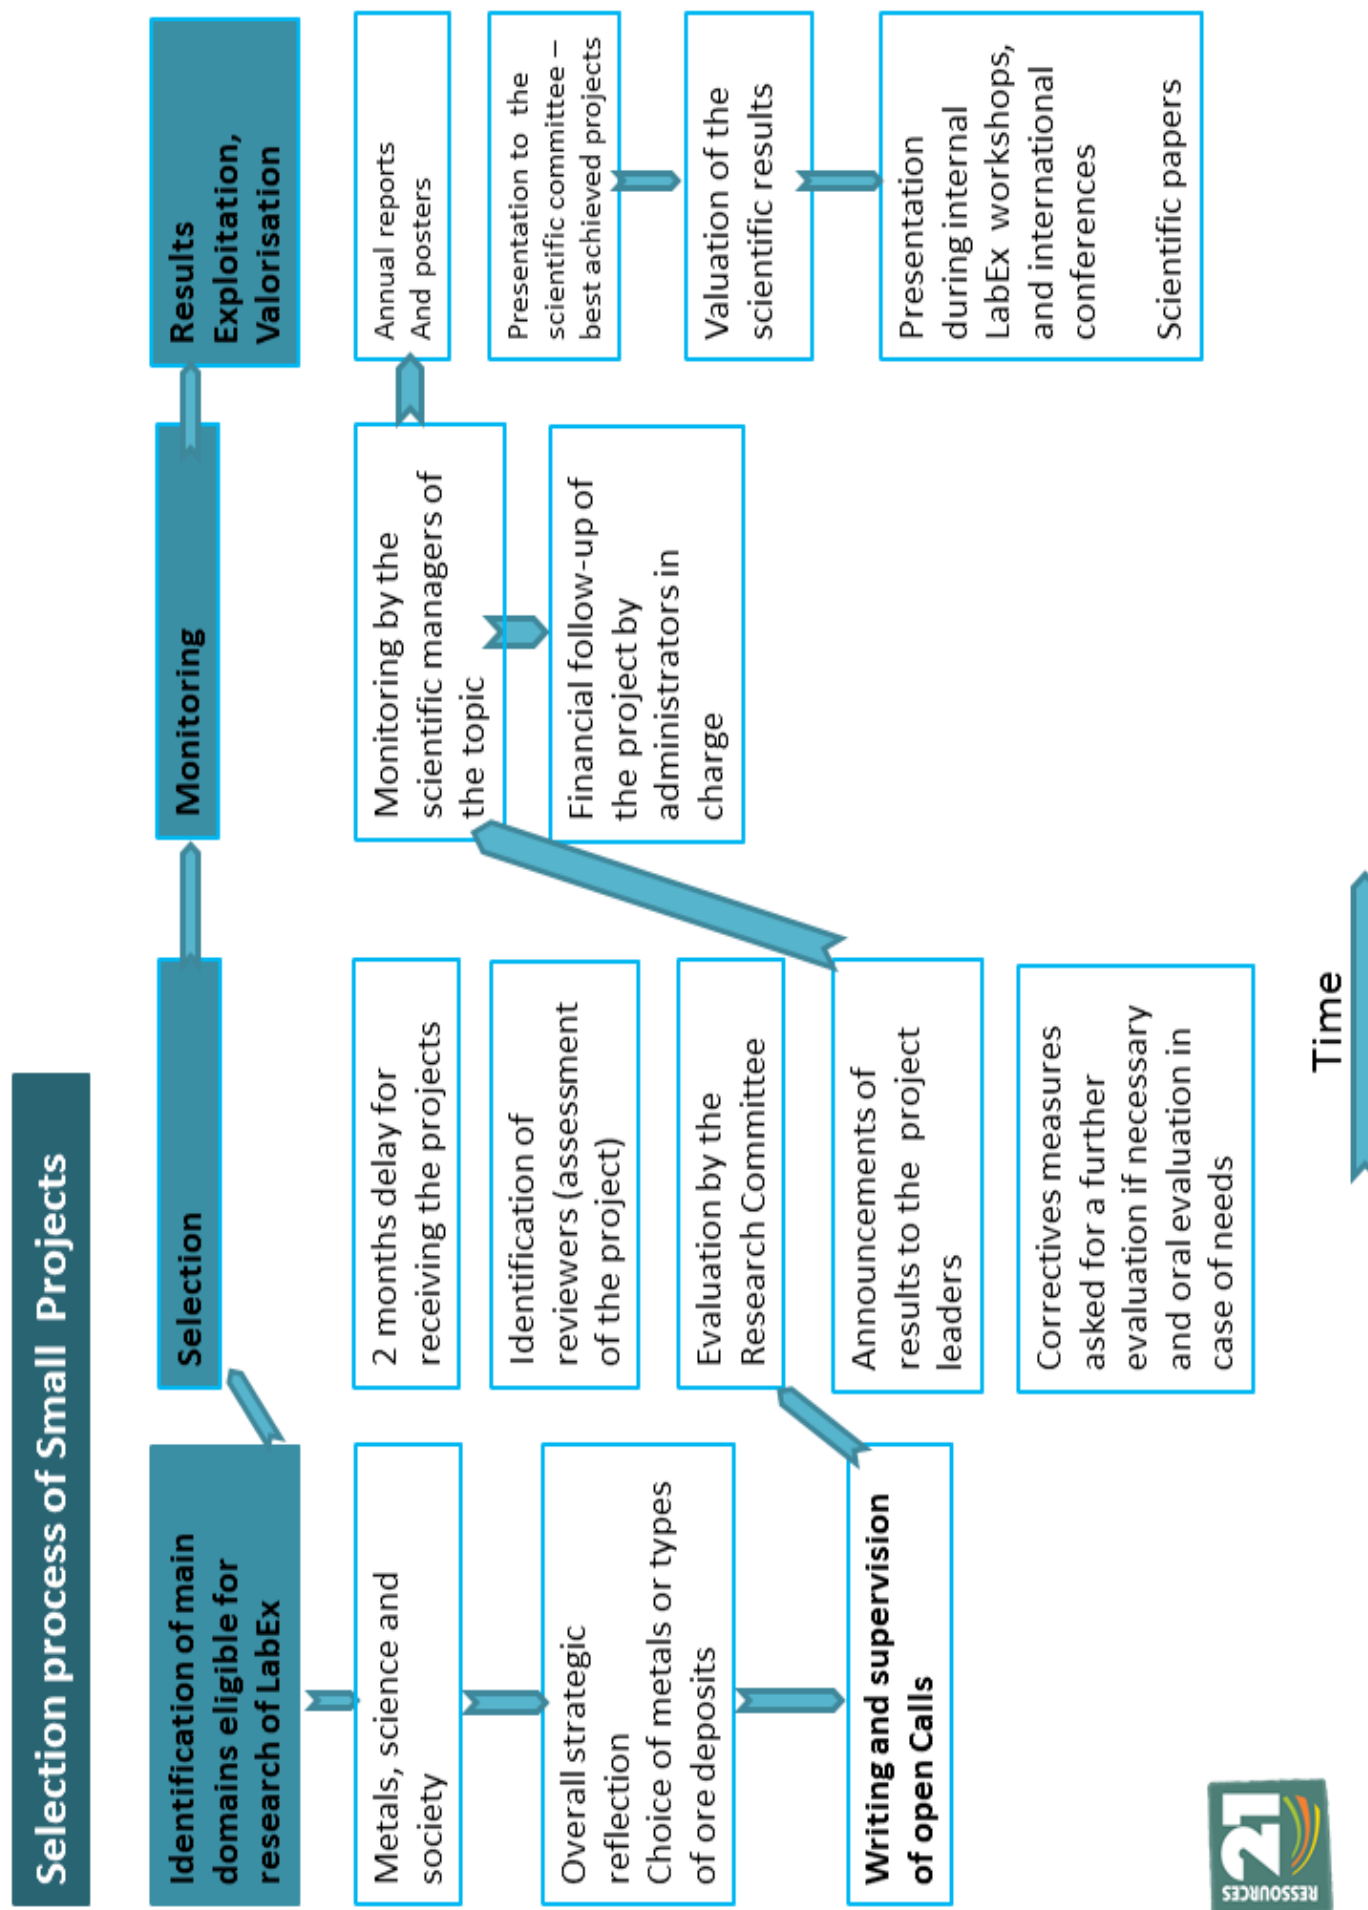 Selection process of Small Projects
Identification of main
domains eligible for
research of LabEx
Metals, science and
society
Overall strategic
reflection
Choice of metals or types
of ore deposits
Writing and supervision
of open Calls
Selection
2 months delay for
receiving the projects
Identification of
reviewers (assessment
of the project)
Evaluation by the
Research Committee
Announcements of
results to the project
leaders
Correctives measures
asked for a further
evaluation if necessary
and oral evaluation in
case of needs
Monitoring
Monitoring by the
scientific managers of
the topic
Financial follow-up of
the project by
administrators in
charge
Results
Exploitation,
Valorisation
Annual reports
And posters
Presentation to the
scientific committee –
best achieved projects
Valuation of the
scientific results
Presentation
during internal
LabEx workshops,
and international
conferences
Scientific papers
Time
RESSOURCES
21